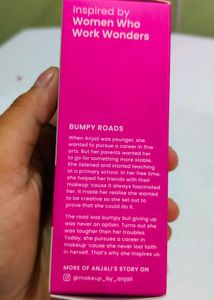 Inspired by
Women Who
Work Wonders
BUMPY ROADS
When Anjali was younger, she
wanted to pursue a career in fine
arts. But her parents wanted her
to go for something more stable.
She listened and started teaching
at a primary school. In her free time,
she helped her friends with their
makeup 'cause it always fascinated
her. It made her realise she wanted
to be creative so she set out to
prove that she could do it.
The road was bumpy but giving up
was never an option. Turns out she
was tougher than her troubles.
Today, she pursues a career in
makeup 'cause she never lost faith
in herself. That's why she inspires us.
MORE OF ANJALI'S STORY ON
@makeup_by_anjali